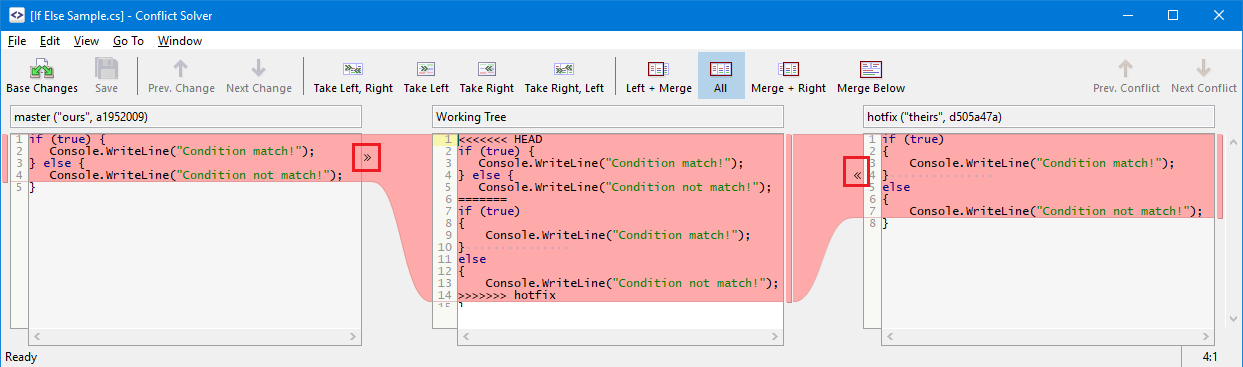 [If Else Sample.cs] - Conflict Solver
File Edit View Go To Window
Base Changes Save Prev. Change Next Change Take Left, Right Take Left Take Right Take Right, Left Left + Merge All Merge + Right Merge Below Prev. Conflict Next Conflict
master ("ours", a1952009)
1 if (true) {
2    Console.WriteLine("Condition match!");
3 } else {
4    Console.WriteLine("Condition not match!");
5 }
»
Working Tree
1 <<<<<<< HEAD
2 if (true) {
3    Console.WriteLine("Condition match!");
4 } else {
5    Console.WriteLine("Condition not match!");
6 =======
7 if (true)
8 {
9     Console.WriteLine("Condition match!");
10 }···············
11 else
12 {
13     Console.WriteLine("Condition not match!");
14 >>>>>>> hotfix
15 }
«
hotfix ("theirs", d505a47a)
1 if (true)
2 {
3     Console.WriteLine("Condition match!");
4 }···············
5 else
6 {
7     Console.WriteLine("Condition not match!");
8 }
Ready 4:1